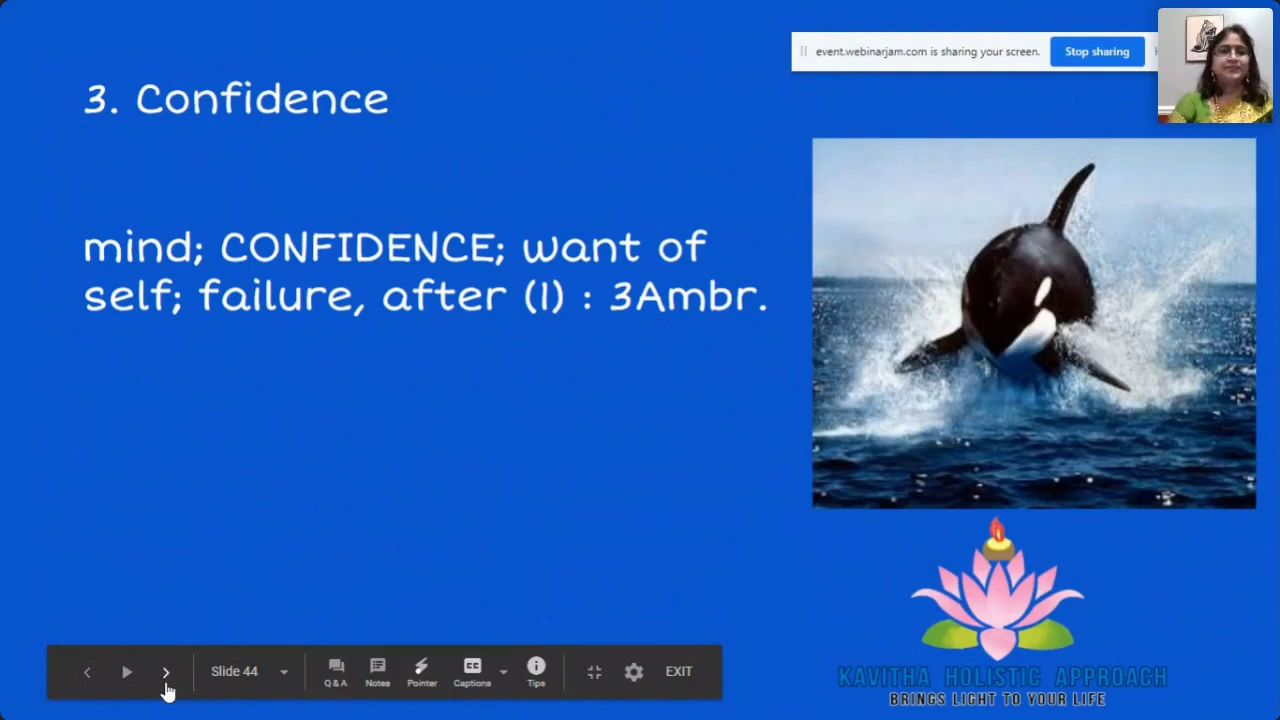 event.webinarjam.com is sharing your screen.
Stop sharing
3. Confidence
mind; CONFIDENCE; want of
self; failure, after (1) : 3Ambr.
Slide 44
Q & A
Notes
Pointer
Captions
Tips
EXIT
KAVITHA HOLISTIC APPROACH
BRINGS LIGHT TO YOUR LIFE